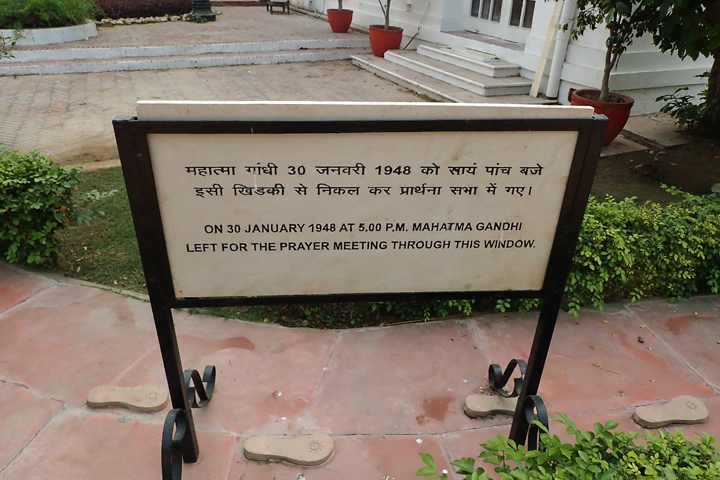 महात्मा गांधी 30 जनवरी 1948 को सायं पांच बजे
इसी खिडकी से निकल कर प्रार्थना सभा में गए।
ON 30 JANUARY 1948 AT 5.00 P.M. MAHATMA GANDHI
LEFT FOR THE PRAYER MEETING THROUGH THIS WINDOW.